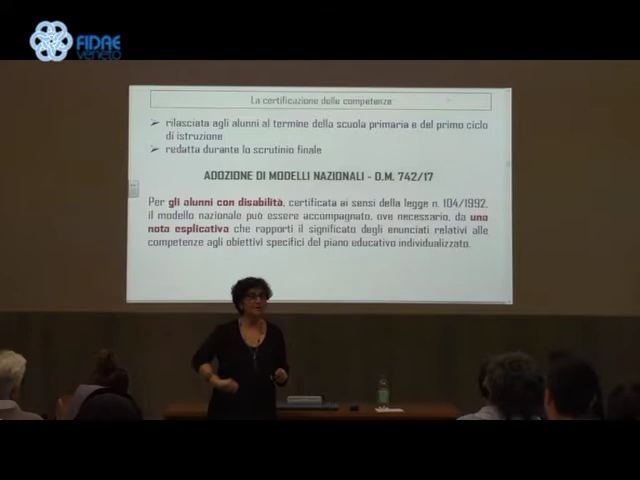 FIDAE
veneto
La certificazione delle competenze
➢ rilasciata agli alunni al termine della scuola primaria e del primo ciclo
di istruzione
➢ redatta durante lo scrutinio finale
ADOZIONE DI MODELLI NAZIONALI - D.M. 742/17
Per gli alunni con disabilità, certificata ai sensi della legge n. 104/1992,
il modello nazionale può essere accompagnato, ove necessario, da una
nota esplicativa che rapporti il significato degli enunciati relativi alle
competenze agli obiettivi specifici del piano educativo individualizzato.